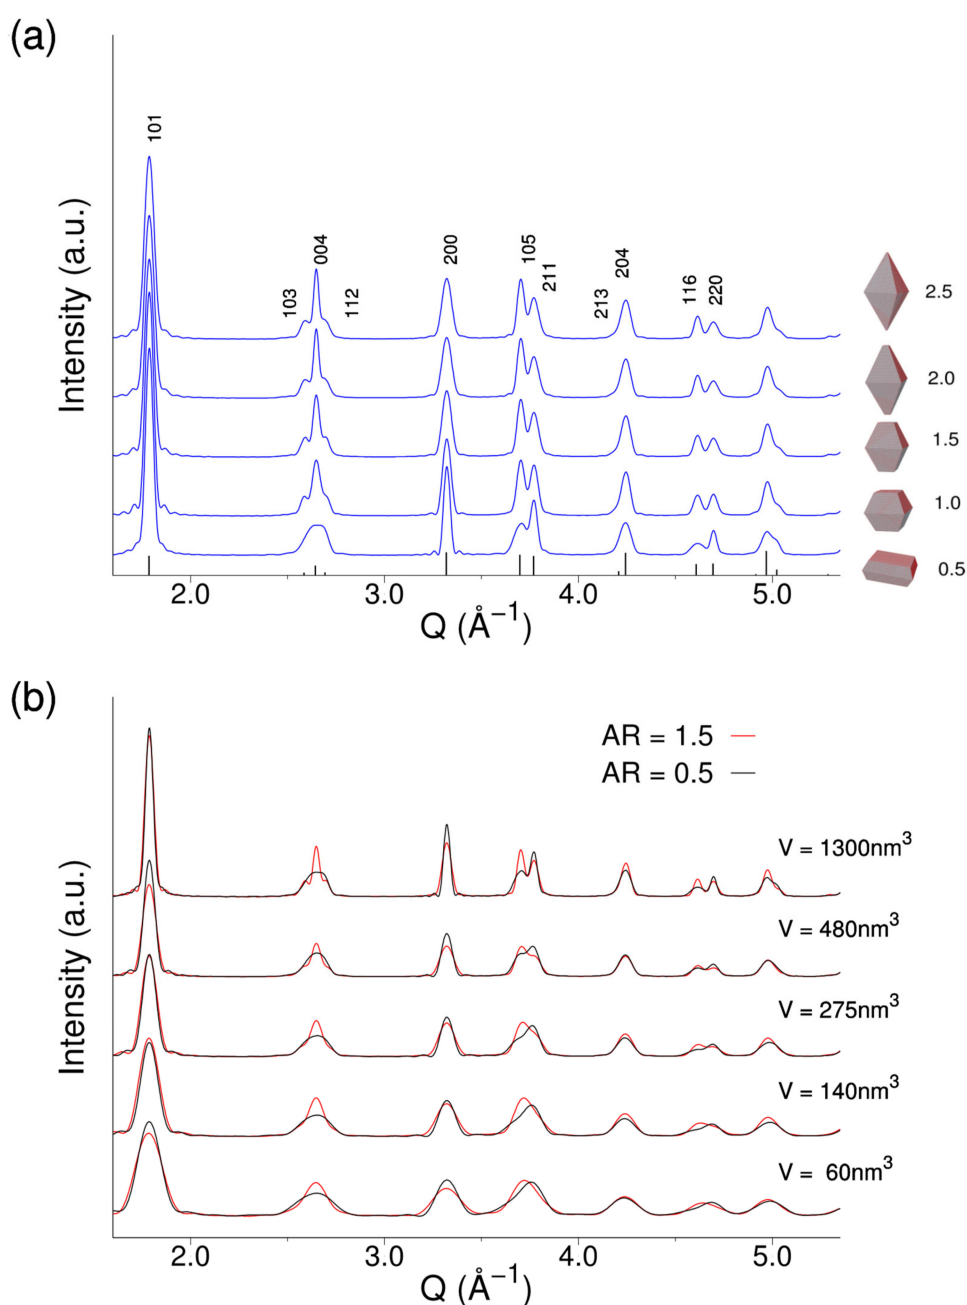 (a)
Intensity (a.u.)
101
103
004
112
200
105
211
213
204
116
220
2.5
2.0
1.5
1.0
0.5
2.0 3.0 4.0 5.0
Q (Å⁻¹)
(b)
Intensity (a.u.)
AR = 1.5
AR = 0.5
V = 1300nm³
V = 480nm³
V = 275nm³
V = 140nm³
V = 60nm³
2.0 3.0 4.0 5.0
Q (Å⁻¹)